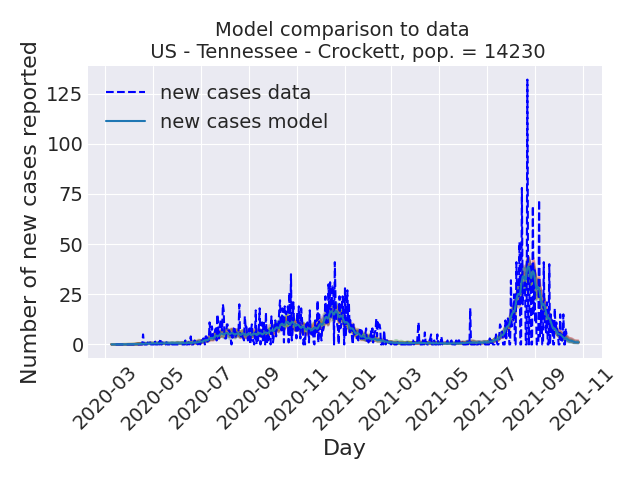 Model comparison to data
US - Tennessee - Crockett, pop. = 14230
Number of new cases reported
125
100
75
50
25
0
new cases data
new cases model
2020-03
2020-05
2020-07
2020-09
2020-11
2021-01
2021-03
2021-05
2021-07
2021-09
2021-11
Day